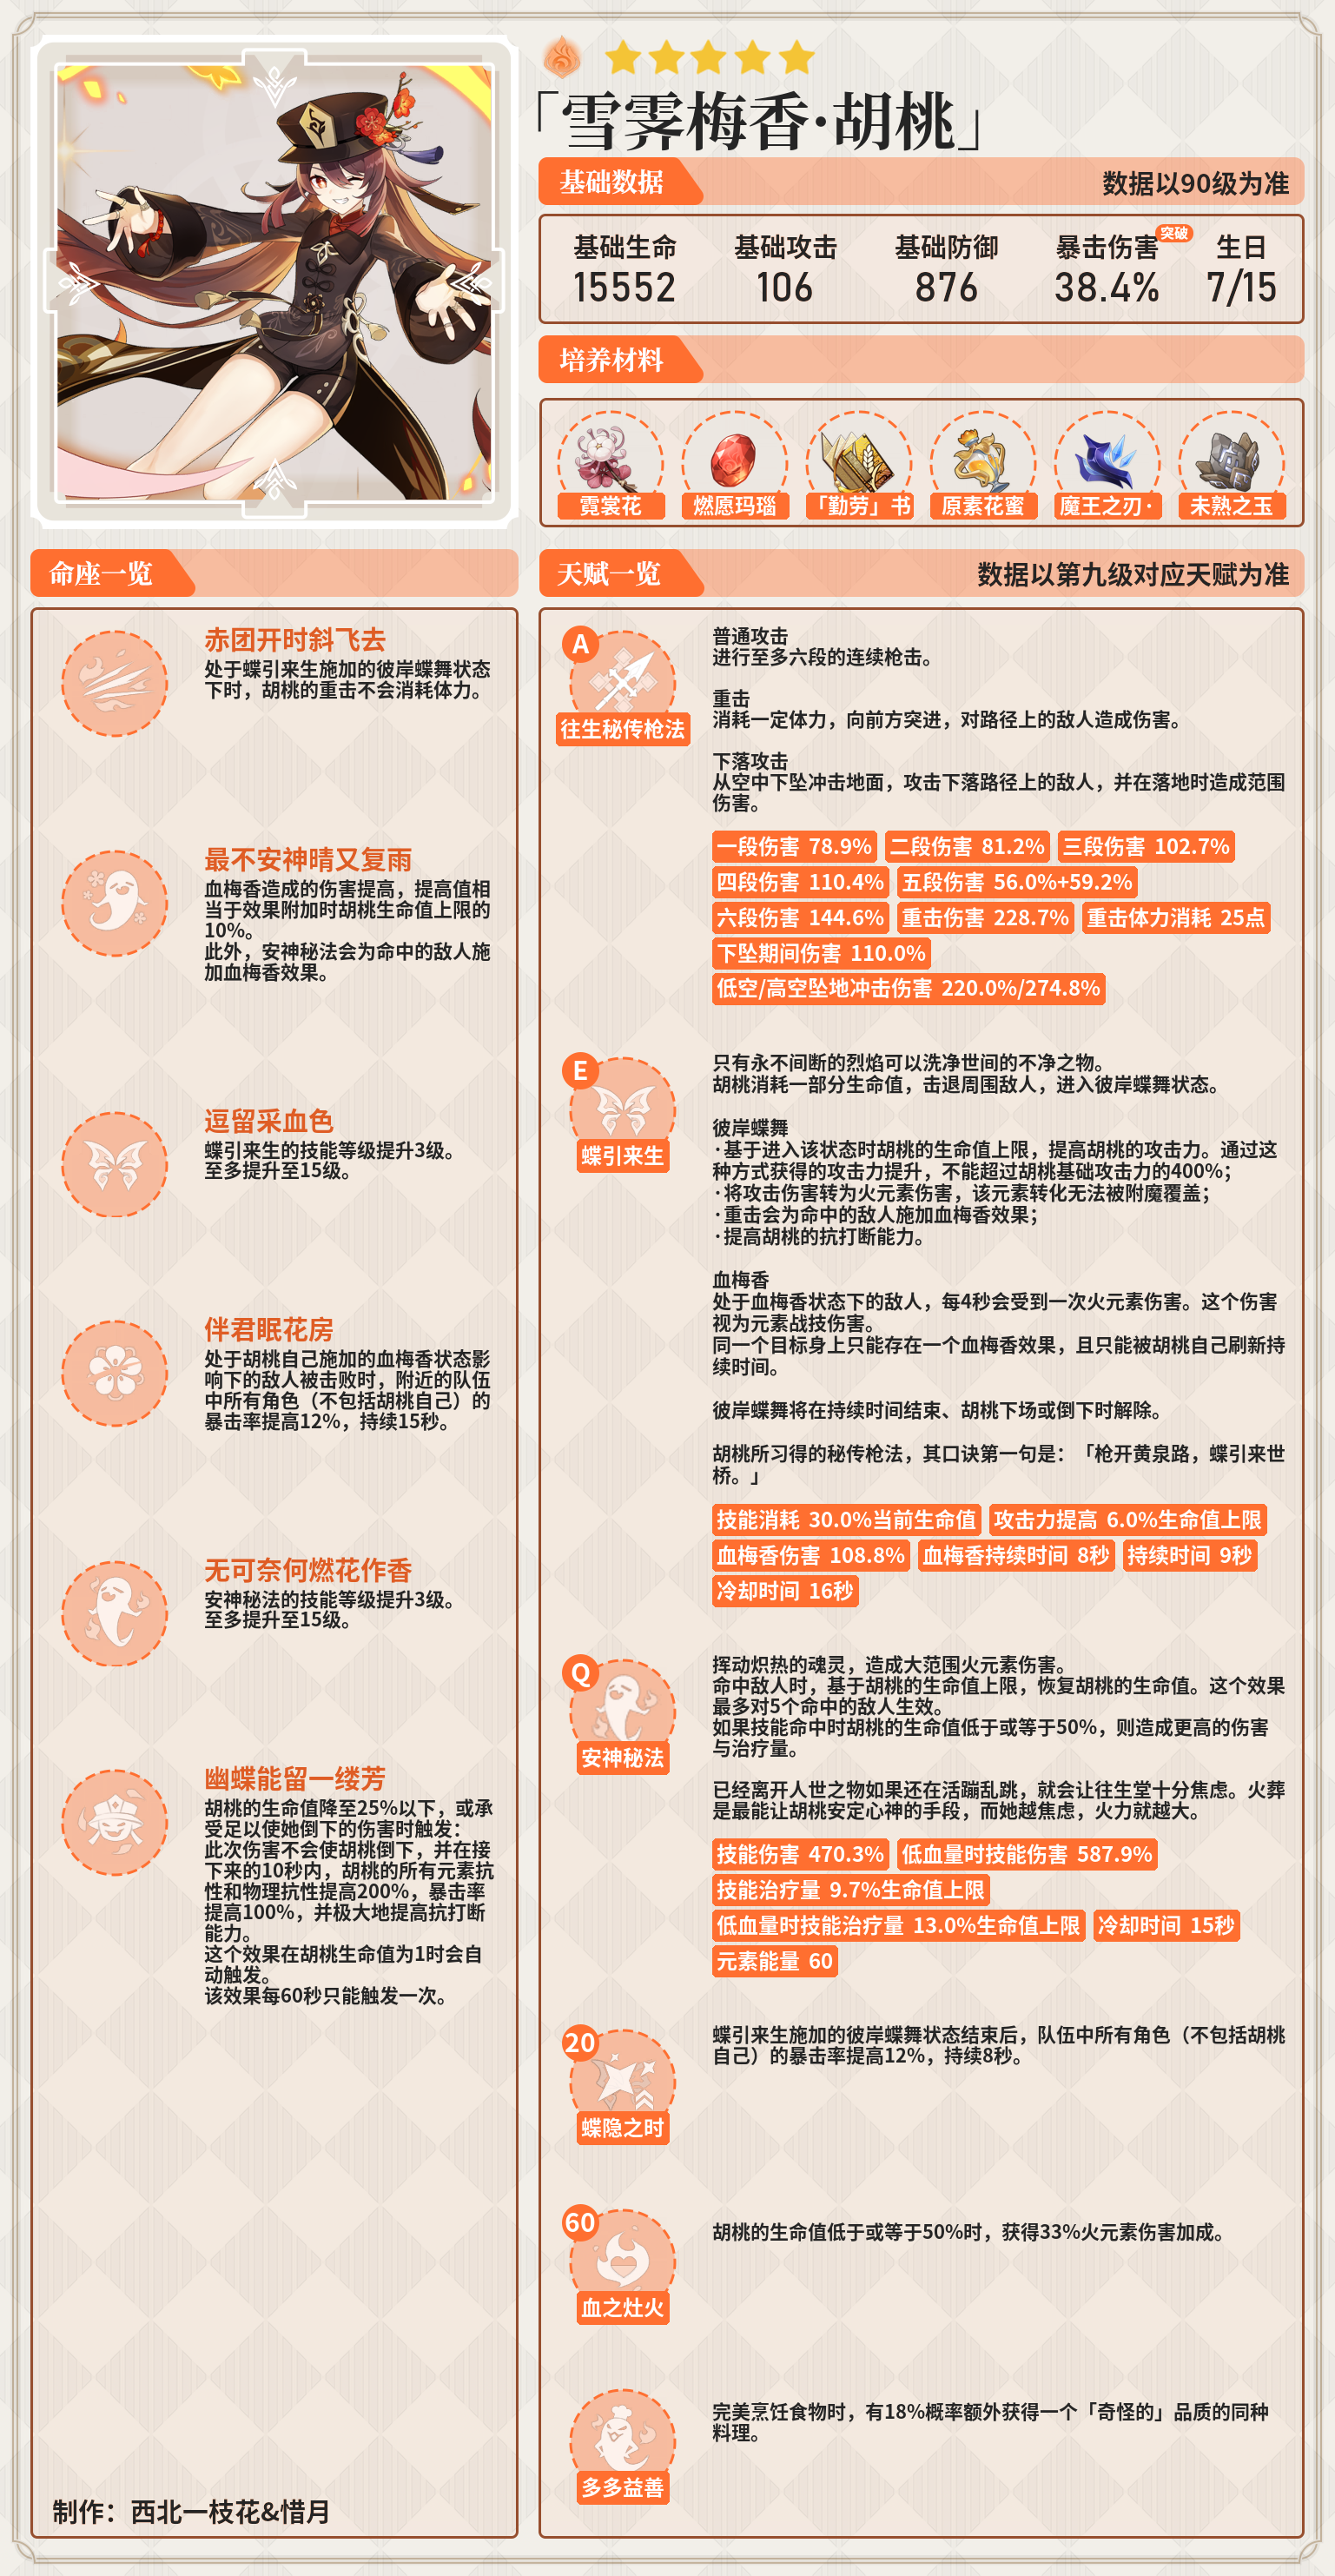 「雪霁梅香·胡桃」
基础数据
数据以90级为准
基础生命 基础攻击 基础防御 暴击伤害 突破 生日
15552 106 876 38.4% 7/15
培养材料
霓裳花 燃愿玛瑙 「勤劳」书 原素花蜜 魔王之刃· 未熟之玉
命座一览
赤团开时斜飞去
处于蝶引来生施加的彼岸蝶舞状态
下时，胡桃的重击不会消耗体力。
最不安神晴又复雨
血梅香造成的伤害提高，提高值相
当于效果附加时胡桃生命值上限的
10%。
此外，安神秘法会为命中的敌人施
加血梅香效果。
逗留采血色
蝶引来生的技能等级提升3级。
至多提升至15级。
伴君眠花房
处于胡桃自己施加的血梅香状态影
响下的敌人被击败时，附近的队伍
中所有角色（不包括胡桃自己）的
暴击率提高12%，持续15秒。
无可奈何燃花作香
安神秘法的技能等级提升3级。
至多提升至15级。
幽蝶能留一缕芳
胡桃的生命值降至25%以下，或承
受足以使她倒下的伤害时触发：
此次伤害不会使胡桃倒下，并在接
下来的10秒内，胡桃的所有元素抗
性和物理抗性提高200%，暴击率
提高100%，并极大地提高抗打断
能力。
这个效果在胡桃生命值为1时会自
动触发。
该效果每60秒只能触发一次。
制作：西北一枝花&惜月
天赋一览
数据以第九级对应天赋为准
A
往生秘传枪法
普通攻击
进行至多六段的连续枪击。
重击
消耗一定体力，向前方突进，对路径上的敌人造成伤害。
下落攻击
从空中下坠冲击地面，攻击下落路径上的敌人，并在落地时造成范围
伤害。
一段伤害 78.9% 二段伤害 81.2% 三段伤害 102.7%
四段伤害 110.4% 五段伤害 56.0%+59.2%
六段伤害 144.6% 重击伤害 228.7% 重击体力消耗 25点
下坠期间伤害 110.0%
低空/高空坠地冲击伤害 220.0%/274.8%
E
蝶引来生
只有永不间断的烈焰可以洗净世间的不净之物。
胡桃消耗一部分生命值，击退周围敌人，进入彼岸蝶舞状态。
彼岸蝶舞
·基于进入该状态时胡桃的生命值上限，提高胡桃的攻击力。通过这
种方式获得的攻击力提升，不能超过胡桃基础攻击力的400%；
·将攻击伤害转为火元素伤害，该元素转化无法被附魔覆盖；
·重击会为命中的敌人施加血梅香效果；
·提高胡桃的抗打断能力。
血梅香
处于血梅香状态下的敌人，每4秒会受到一次火元素伤害。这个伤害
视为元素战技伤害。
同一个目标身上只能存在一个血梅香效果，且只能被胡桃自己刷新持
续时间。
彼岸蝶舞将在持续时间结束、胡桃下场或倒下时解除。
胡桃所习得的秘传枪法，其口诀第一句是：「枪开黄泉路，蝶引来世
桥。」
技能消耗 30.0%当前生命值 攻击力提高 6.0%生命值上限
血梅香伤害 108.8% 血梅香持续时间 8秒 持续时间 9秒
冷却时间 16秒
Q
安神秘法
挥动炽热的魂灵，造成大范围火元素伤害。
命中敌人时，基于胡桃的生命值上限，恢复胡桃的生命值。这个效果
最多对5个命中的敌人生效。
如果技能命中时胡桃的生命值低于或等于50%，则造成更高的伤害
与治疗量。
已经离开人世之物如果还在活蹦乱跳，就会让往生堂十分焦虑。火葬
是最能让胡桃安定心神的手段，而她越焦虑，火力就越大。
技能伤害 470.3% 低血量时技能伤害 587.9%
技能治疗量 9.7%生命值上限
低血量时技能治疗量 13.0%生命值上限 冷却时间 15秒
元素能量 60
20
蝶隐之时
蝶引来生施加的彼岸蝶舞状态结束后，队伍中所有角色（不包括胡桃
自己）的暴击率提高12%，持续8秒。
60
血之灶火
胡桃的生命值低于或等于50%时，获得33%火元素伤害加成。
多多益善
完美烹饪食物时，有18%概率额外获得一个「奇怪的」品质的同种
料理。